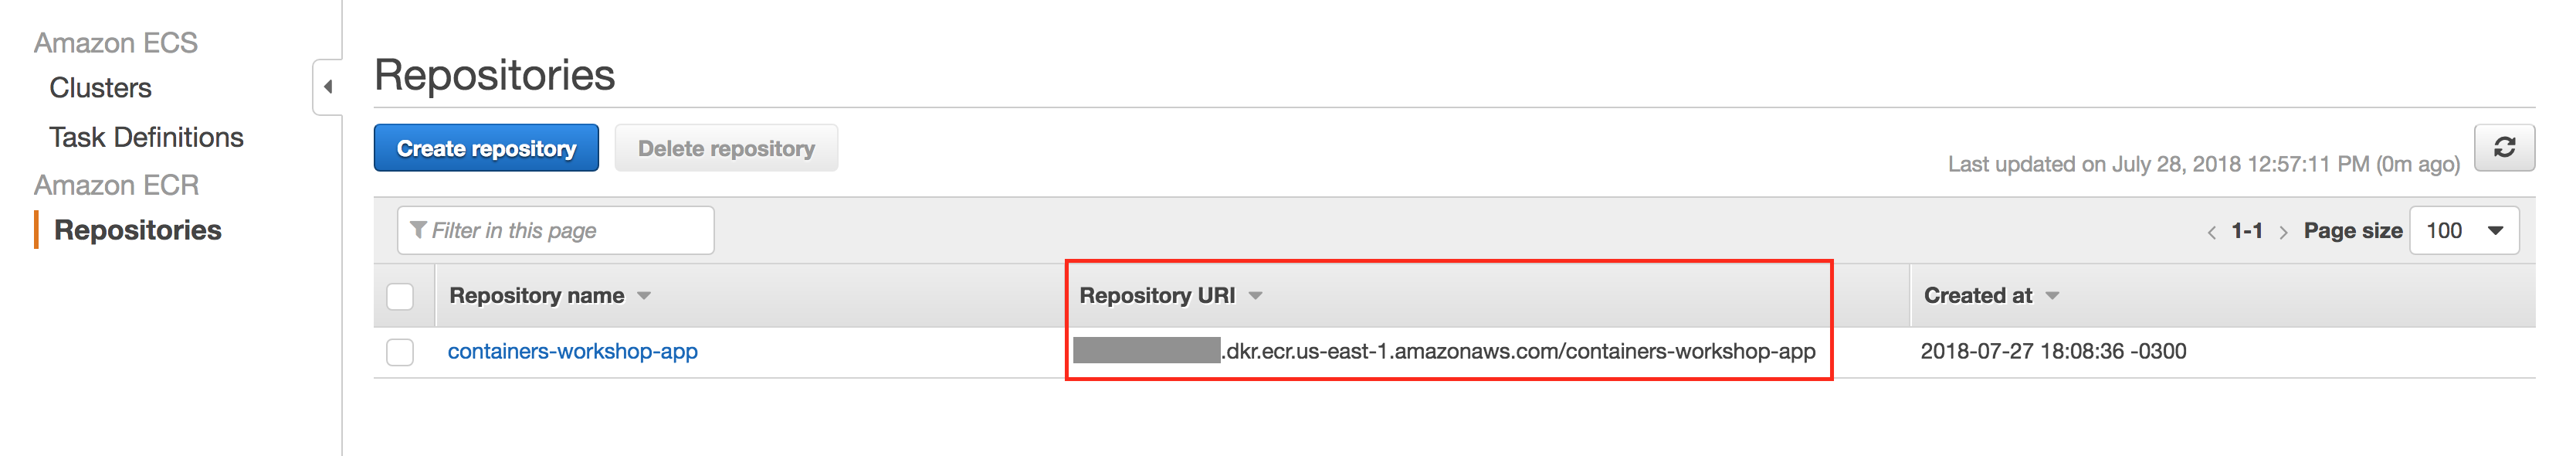 Amazon ECS
Clusters
Task Definitions
Amazon ECR
Repositories
Repositories
Create repository
Delete repository
Last updated on July 28, 2018 12:57:11 PM (0m ago)
Filter in this page
1-1 Page size 100
Repository name Repository URI Created at
containers-workshop-app .dkr.ecr.us-east-1.amazonaws.com/containers-workshop-app 2018-07-27 18:08:36 -0300